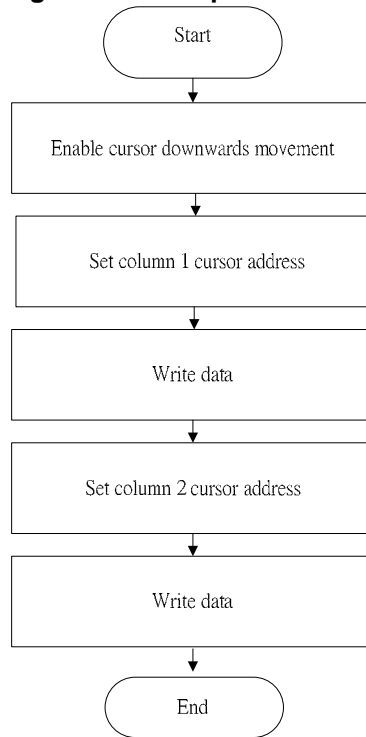 Start
Enable cursor downwards movement
Set column 1 cursor address
Write data
Set column 2 cursor address
Write data
End